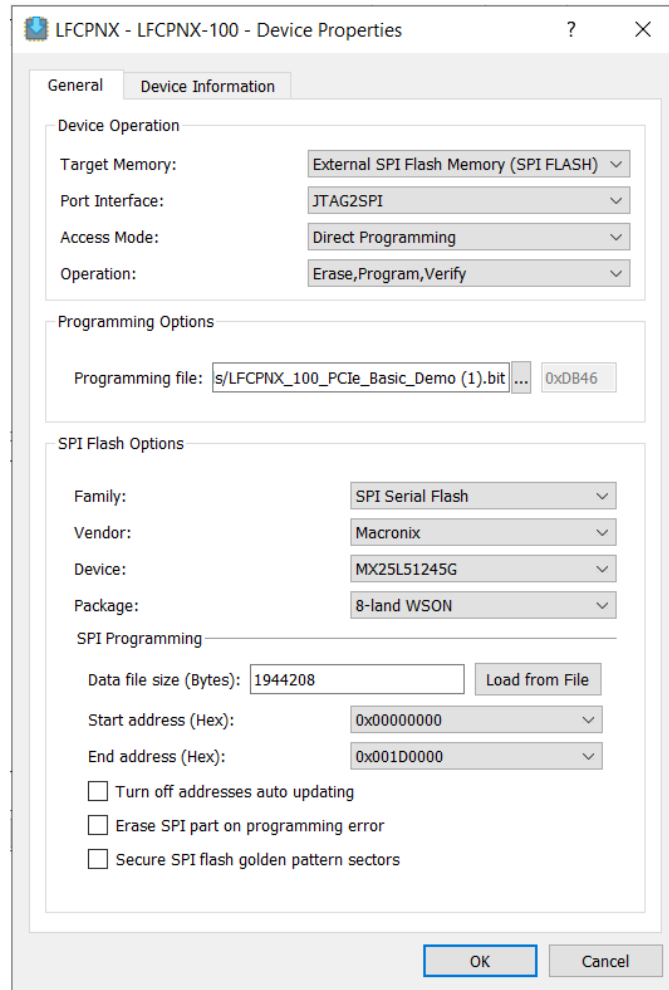 LFCPNX - LFCPNX-100 - Device Properties ?
General Device Information
Device Operation
Target Memory: External SPI Flash Memory (SPI FLASH)
Port Interface: JTAG2SPI
Access Mode: Direct Programming
Operation: Erase,Program,Verify
Programming Options
Programming file: ls/LFCPNX_100_PCIe_Basic_Demo (1).bit ... 0xDB46
SPI Flash Options
Family: SPI Serial Flash
Vendor: Macronix
Device: MX25L51245G
Package: 8-land WSON
SPI Programming
Data file size (Bytes): 1944208 Load from File
Start address (Hex): 0x00000000
End address (Hex): 0x001D0000
Turn off addresses auto updating
Erase SPI part on programming error
Secure SPI flash golden pattern sectors
OK Cancel